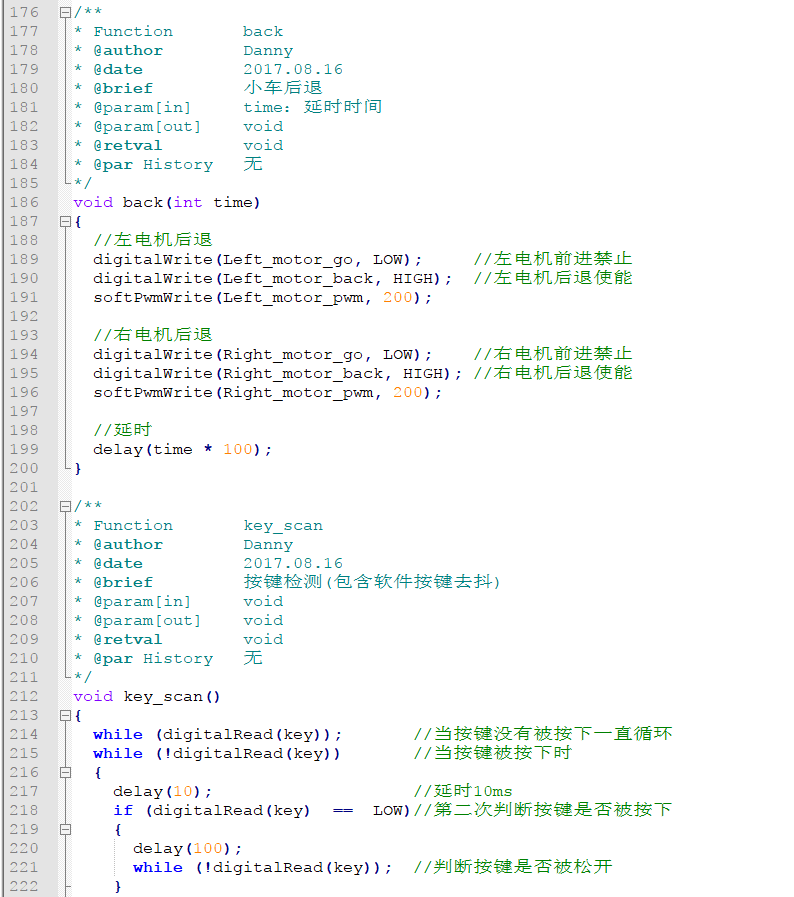 176 /**
177 * Function       back
178 * @author        Danny
179 * @date          2017.08.16
180 * @brief         小车后退
181 * @param[in]     time: 延时时间
182 * @param[out]    void
183 * @retval        void
184 * @par History   无
185 */
186 void back(int time)
187 {
188   //左电机后退
189   digitalWrite(Left_motor_go, LOW);     //左电机前进禁止
190   digitalWrite(Left_motor_back, HIGH);  //左电机后退使能
191   softPwmWrite(Left_motor_pwm, 200);
192
193   //右电机后退
194   digitalWrite(Right_motor_go, LOW);    //右电机前进禁止
195   digitalWrite(Right_motor_back, HIGH); //右电机后退使能
196   softPwmWrite(Right_motor_pwm, 200);
197
198   //延时
199   delay(time * 100);
200 }
201
202 /**
203 * Function       key_scan
204 * @author        Danny
205 * @date          2017.08.16
206 * @brief         按键检测(包含软件按键去抖)
207 * @param[in]     void
208 * @param[out]    void
209 * @retval        void
210 * @par History   无
211 */
212 void key_scan()
213 {
214   while (digitalRead(key));       //当按键没有被按下一直循环
215   while (!digitalRead(key))       //当按键被按下时
216   {
217     delay(10);                    //延时10ms
218     if (digitalRead(key)  ==  LOW)//第二次判断按键是否被按下
219     {
220       delay(100);
221       while (!digitalRead(key));  //判断按键是否被松开
222     }